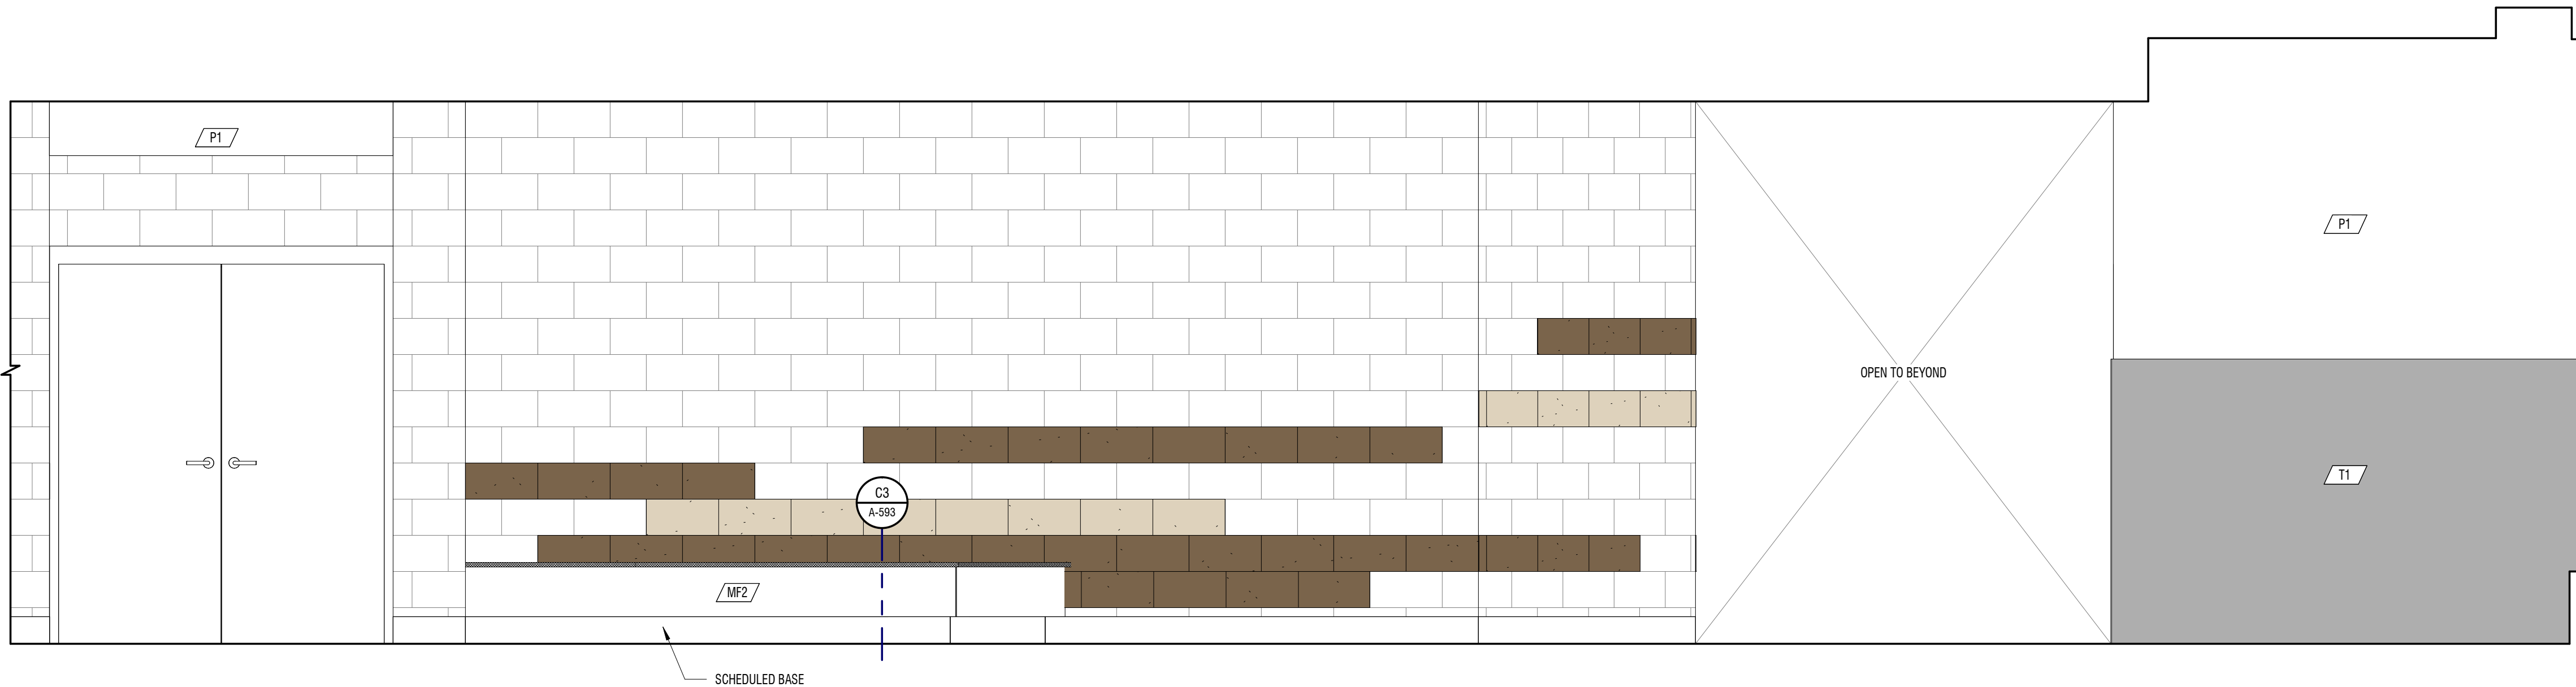 P1
P1
OPEN TO BEYOND
T1
C3
A-593
MF2
SCHEDULED BASE